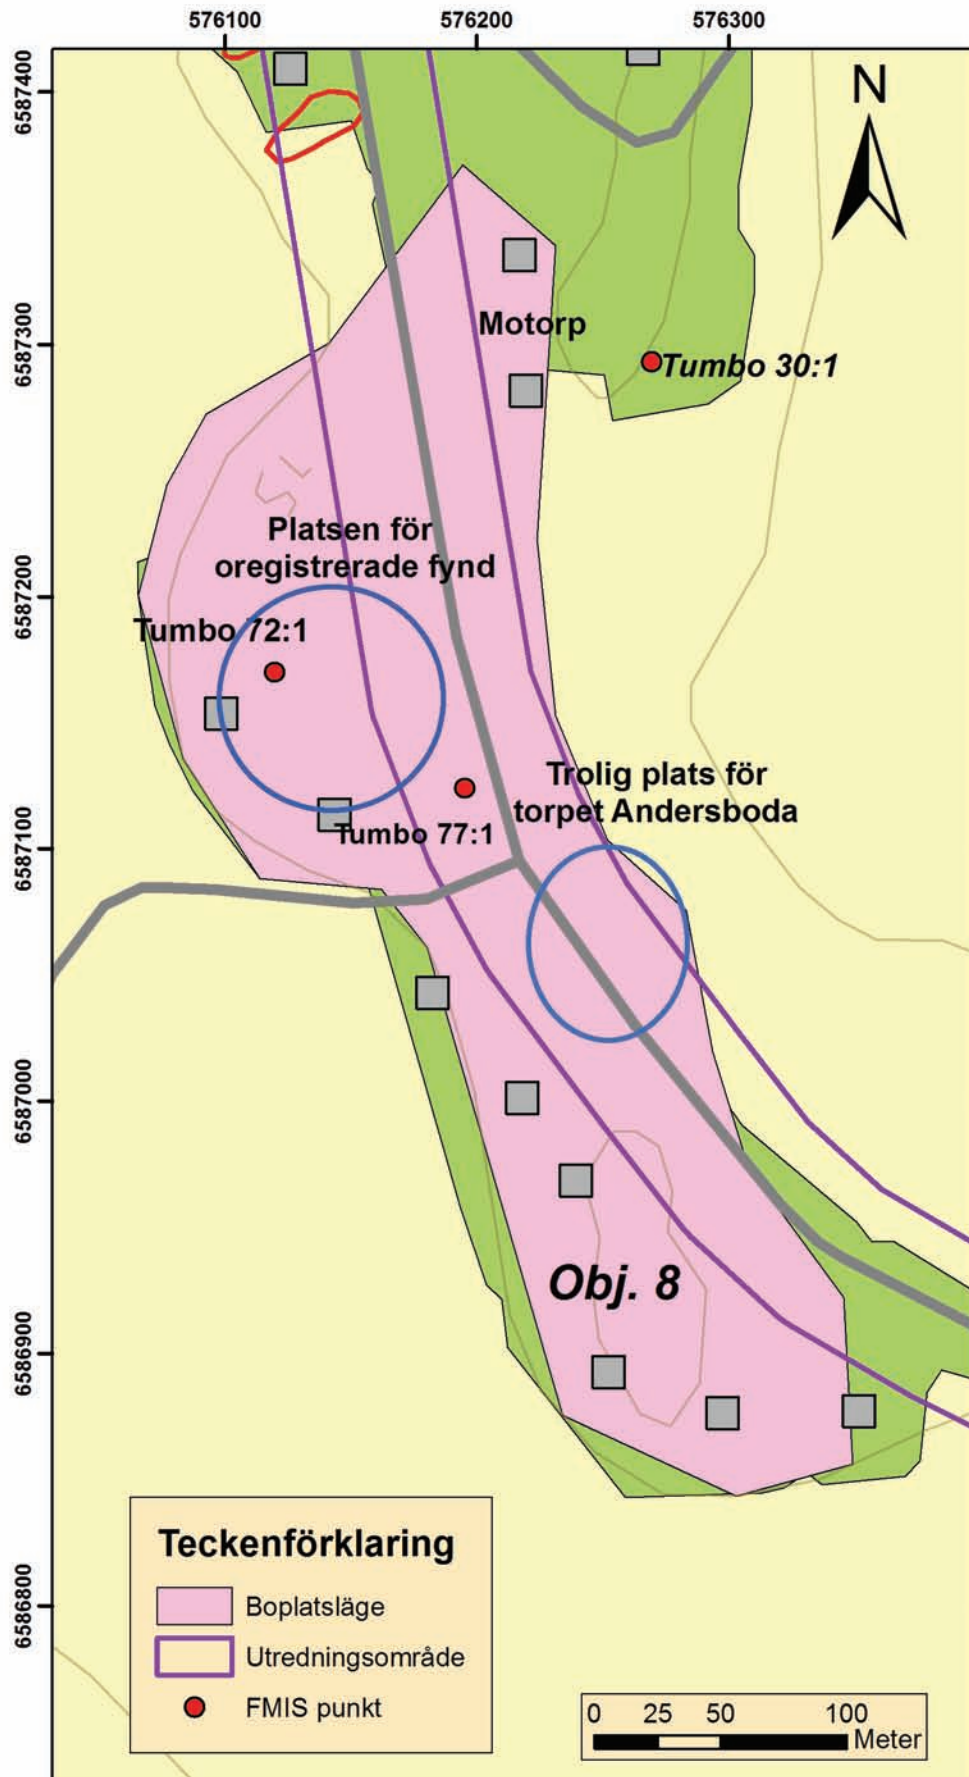 576100 576200 576300
6587400
N
6587300
Motorp
Tumbo 30:1
Platsen för
oregistrerade fynd
6587200
Tumbo 72:1
Trolig plats för
torpet Andersboda
Tumbo 77:1
6587100
6587000
Obj. 8
6586900
6586800
Teckenförklaring
Boplatsläge
Utredningsområde
FMIS punkt
0 25 50 100
Meter